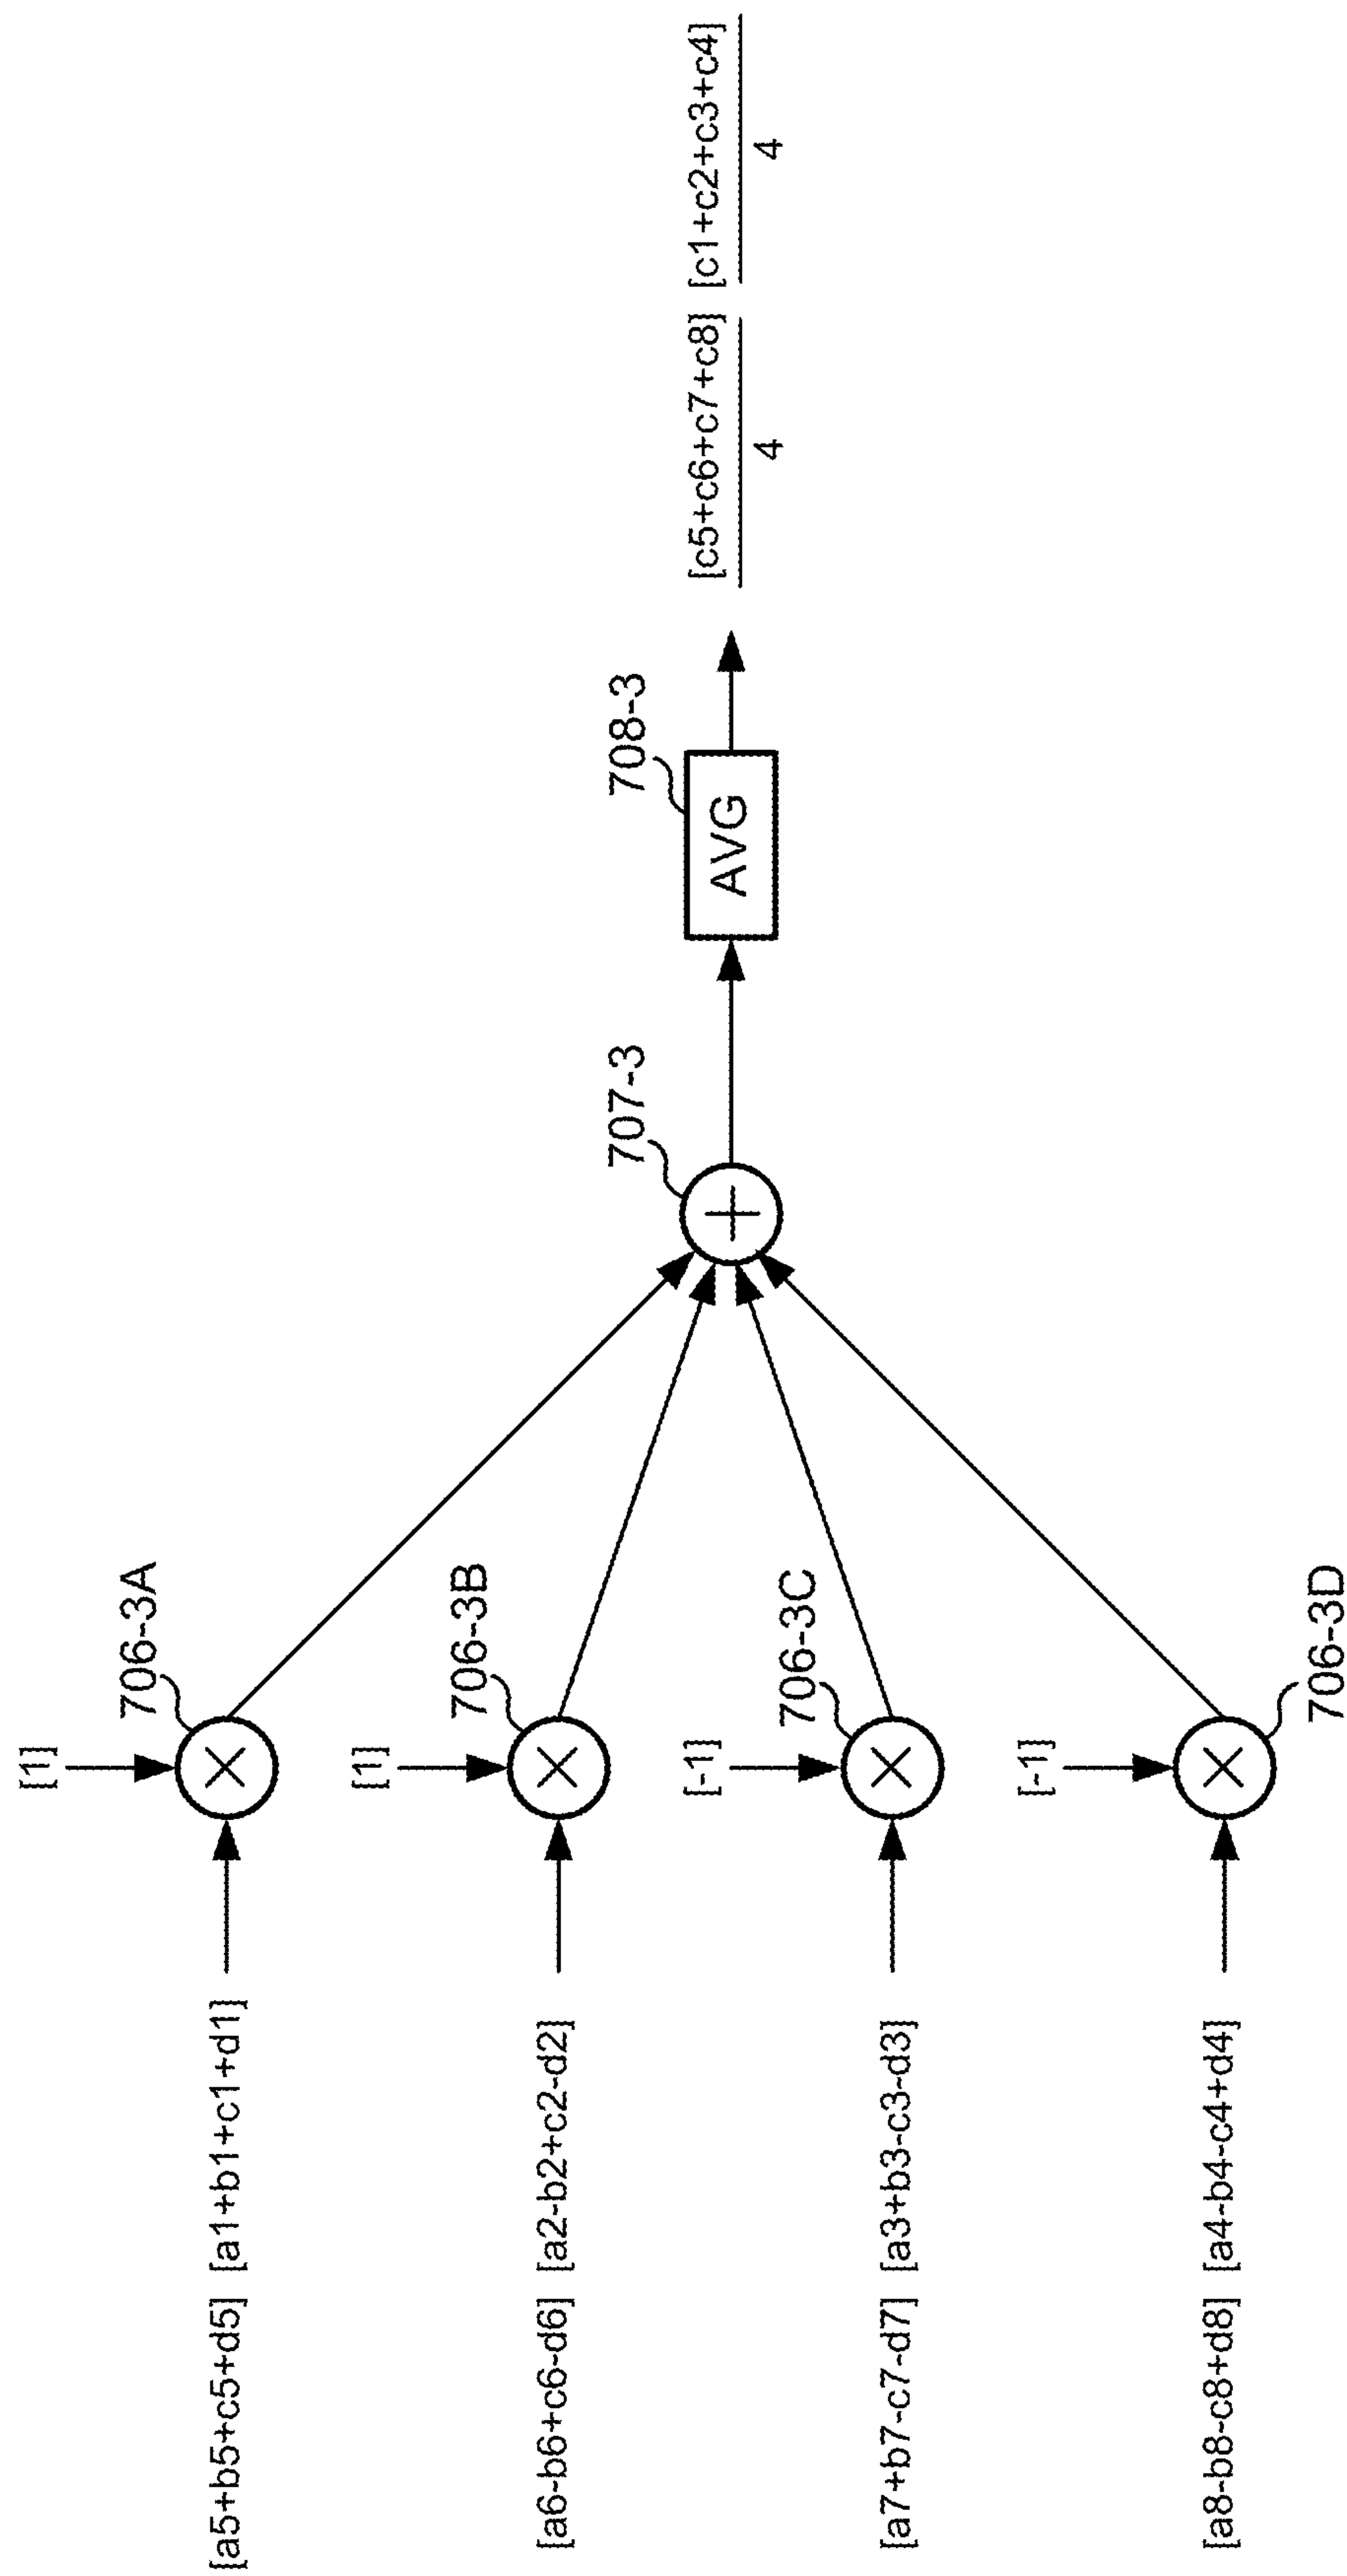 [1]
706-3A
[a5+b5+c5+d5] [a1+b1+c1+d1]
[1]
706-3B
[a6-b6+c6-d6] [a2-b2+c2-d2]
707-3
708-3
AVG
[c5+c6+c7+c8] [c1+c2+c3+c4]
4 4
[-1]
706-3C
[a7+b7-c7-d7] [a3+b3-c3-d3]
[-1]
[a8-b8-c8+d8] [a4-b4-c4+d4]
706-3D